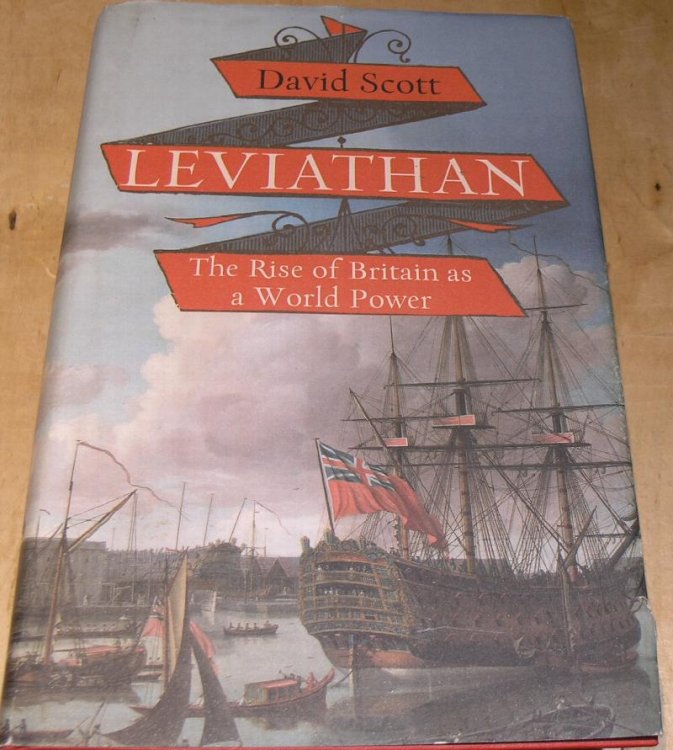 David Scott
LEVIATHAN
The Rise of Britain as
a World Power